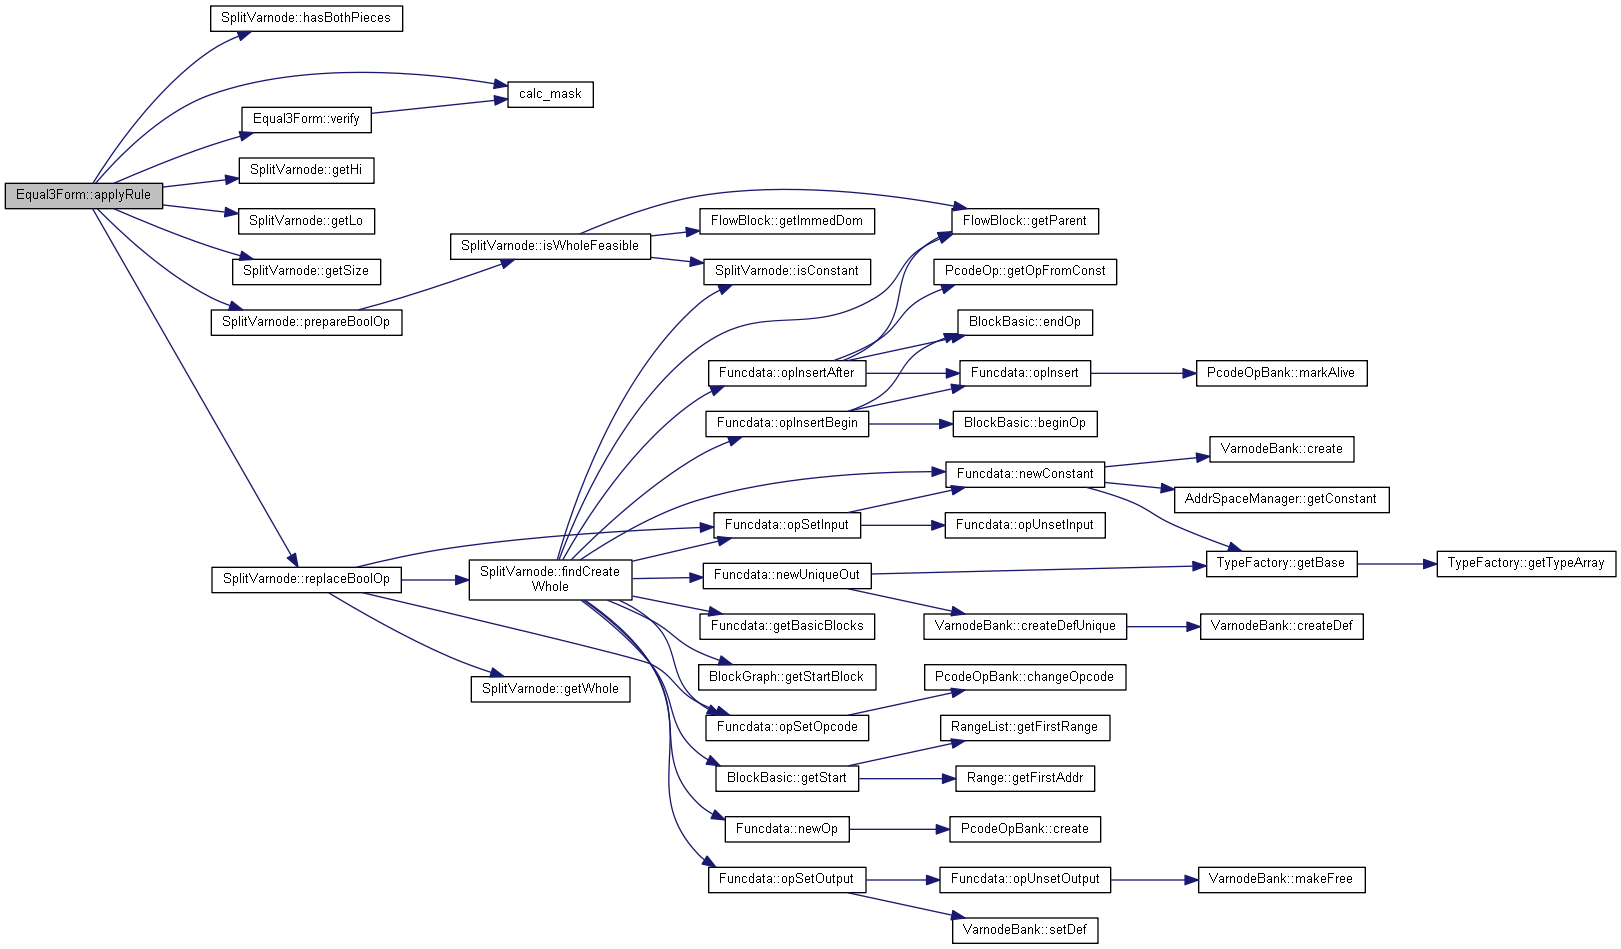 SplitVarnode::hasBothPieces
calc_mask
Equal3Form::verify
SplitVarnode::getHi
Equal3Form::applyRule
SplitVarnode::getLo
FlowBlock::getImmedDom
FlowBlock::getParent
SplitVarnode::isWholeFeasible
SplitVarnode::getSize
SplitVarnode::isConstant
PcodeOp::getOpFromConst
SplitVarnode::prepareBoolOp
BlockBasic::endOp
Funcdata::opInsertAfter
Funcdata::opInsert
PcodeOpBank::markAlive
Funcdata::opInsertBegin
BlockBasic::beginOp
VarnodeBank::create
Funcdata::newConstant
AddrSpaceManager::getConstant
Funcdata::opSetInput
Funcdata::opUnsetInput
TypeFactory::getBase
TypeFactory::getTypeArray
SplitVarnode::replaceBoolOp
SplitVarnode::findCreate
Whole
Funcdata::newUniqueOut
Funcdata::getBasicBlocks
VarnodeBank::createDefUnique
VarnodeBank::createDef
BlockGraph::getStartBlock
PcodeOpBank::changeOpcode
SplitVarnode::getWhole
Funcdata::opSetOpcode
RangeList::getFirstRange
BlockBasic::getStart
Range::getFirstAddr
Funcdata::newOp
PcodeOpBank::create
Funcdata::opSetOutput
Funcdata::opUnsetOutput
VarnodeBank::makeFree
VarnodeBank::setDef